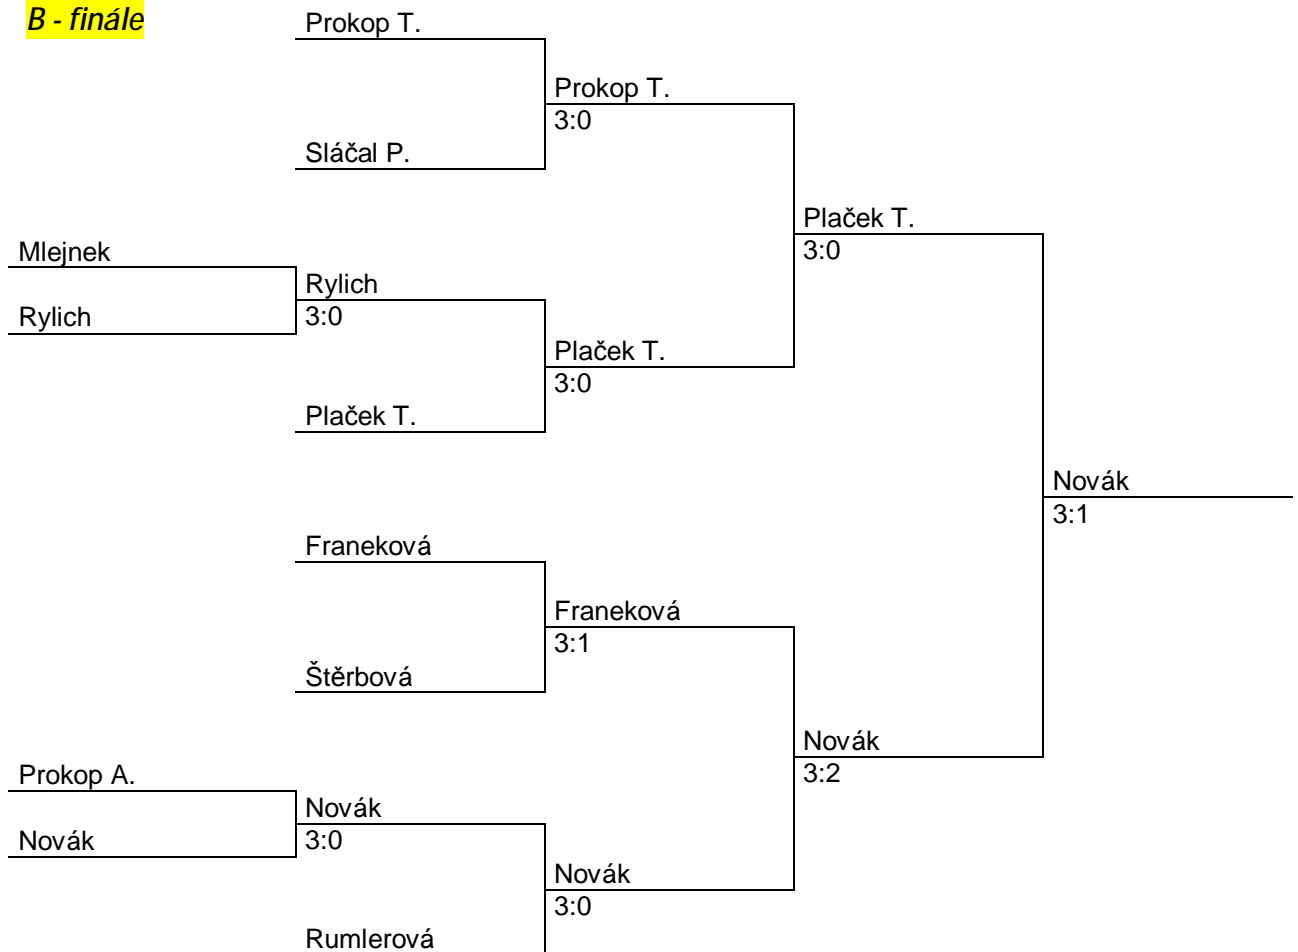 B - finále
Prokop T.
Prokop T.
3:0
Sláčal P.
Plaček T.
3:0
Mlejnek
Rylich
3:0
Rylich
Plaček T.
3:0
Plaček T.
Novák
3:1
Franeková
Franeková
3:1
Štěrbová
Novák
3:2
Prokop A.
Novák
3:0
Novák
Novák
3:0
Rumlerová